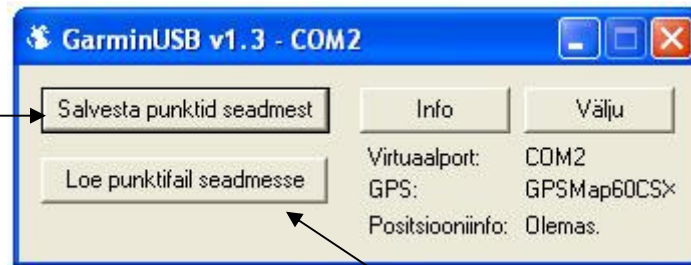 GarminUSB v1.3 - COM2
Salvesta punktid seadmest
Info
Välju
Loe punktifail seadmesse
Virtuaalport: COM2
GPS: GPSMap60CSX
Positsiooniinfo: Olemas.